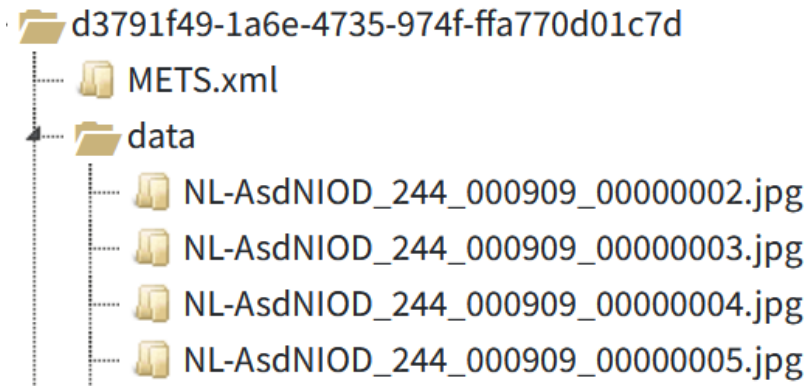 d3791f49-1a6e-4735-974f-ffa770d01c7d
METS.xml
data
NL-AsdNIOD_244_000909_00000002.jpg
NL-AsdNIOD_244_000909_00000003.jpg
NL-AsdNIOD_244_000909_00000004.jpg
NL-AsdNIOD_244_000909_00000005.jpg